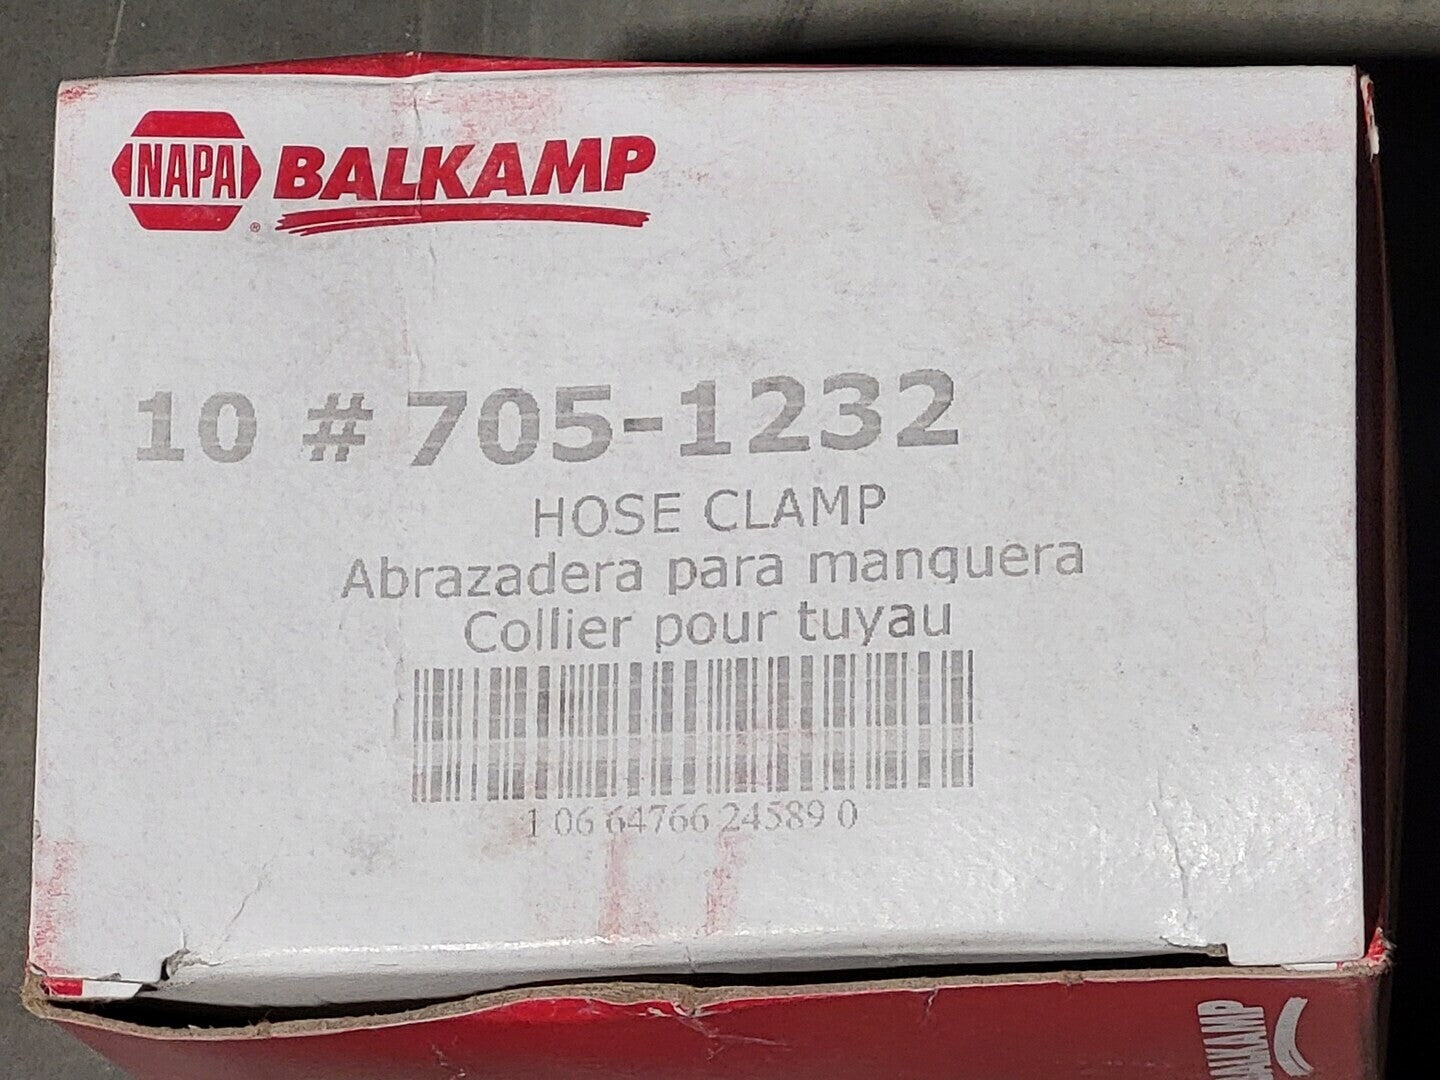 NAPA® BALKAMP
10 # 705-1232
HOSE CLAMP
Abrazadera para manguera
Collier pour tuyau
1 06 64766 24589 0
BALKAMP